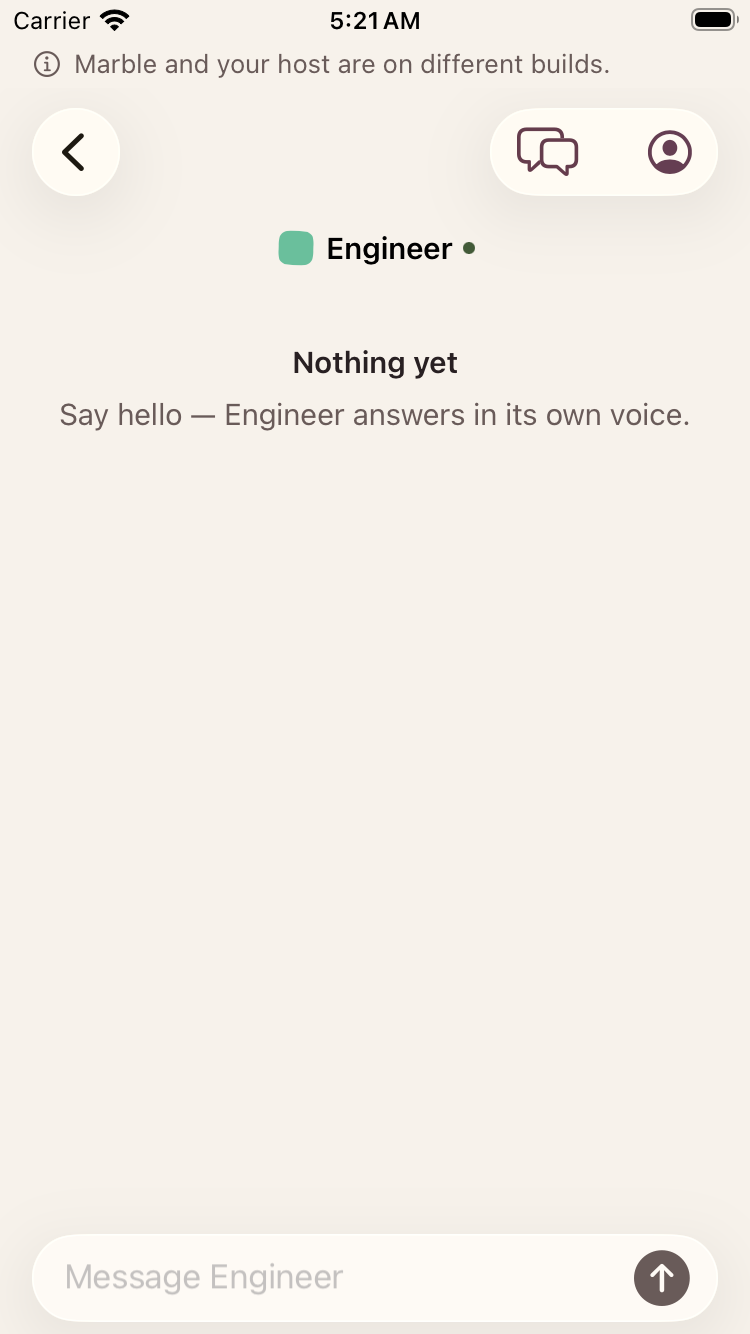 Carrier 5:21 AM
Marble and your host are on different builds.
Engineer
Nothing yet
Say hello — Engineer answers in its own voice.
Message Engineer